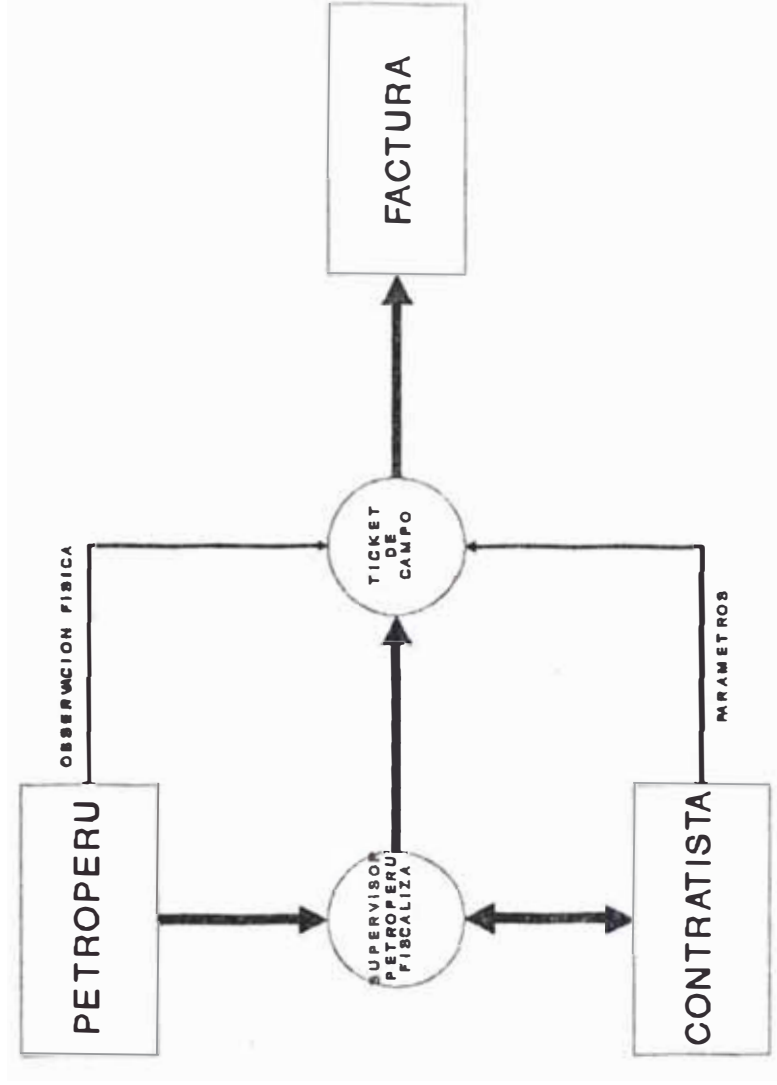 PETROPERU
OBSERVACION FISICA
SUPERVISOR
PETROPERU
FISCALIZA
TICKET
DE
CAMPO
FACTURA
CONTRATISTA
PARAMETROS